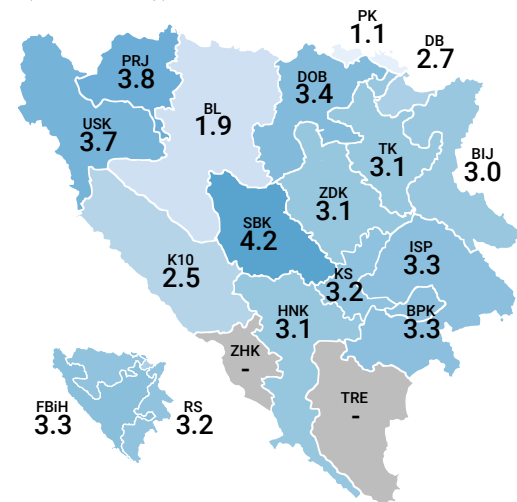 PK
1.1
DB
2.7
PRJ
3.8
DOB
3.4
BL
1.9
USK
3.7
TK
3.1
BIJ
3.0
ZDK
3.1
SBK
4.2
ISP
3.3
K10
2.5
KS
3.2
HNK
3.1
BPK
3.3
ZHK
-
TRE
-
FBiH
3.3
RS
3.2